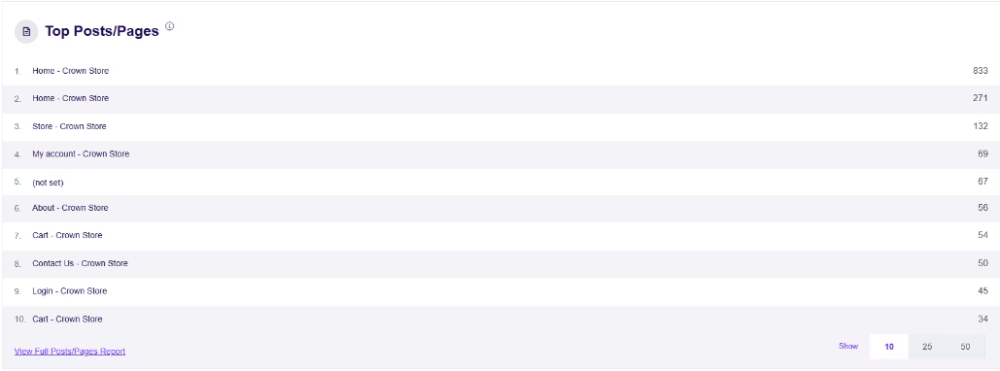 Top Posts/Pages
1. Home - Crown Store 833
2. Home - Crown Store 271
3. Store - Crown Store 132
4. My account - Crown Store 69
5. (not set) 67
6. About - Crown Store 56
7. Cart - Crown Store 54
8. Contact Us - Crown Store 50
9. Login - Crown Store 45
10. Cart - Crown Store 34
View Full Posts/Pages Report Show 10 25 50